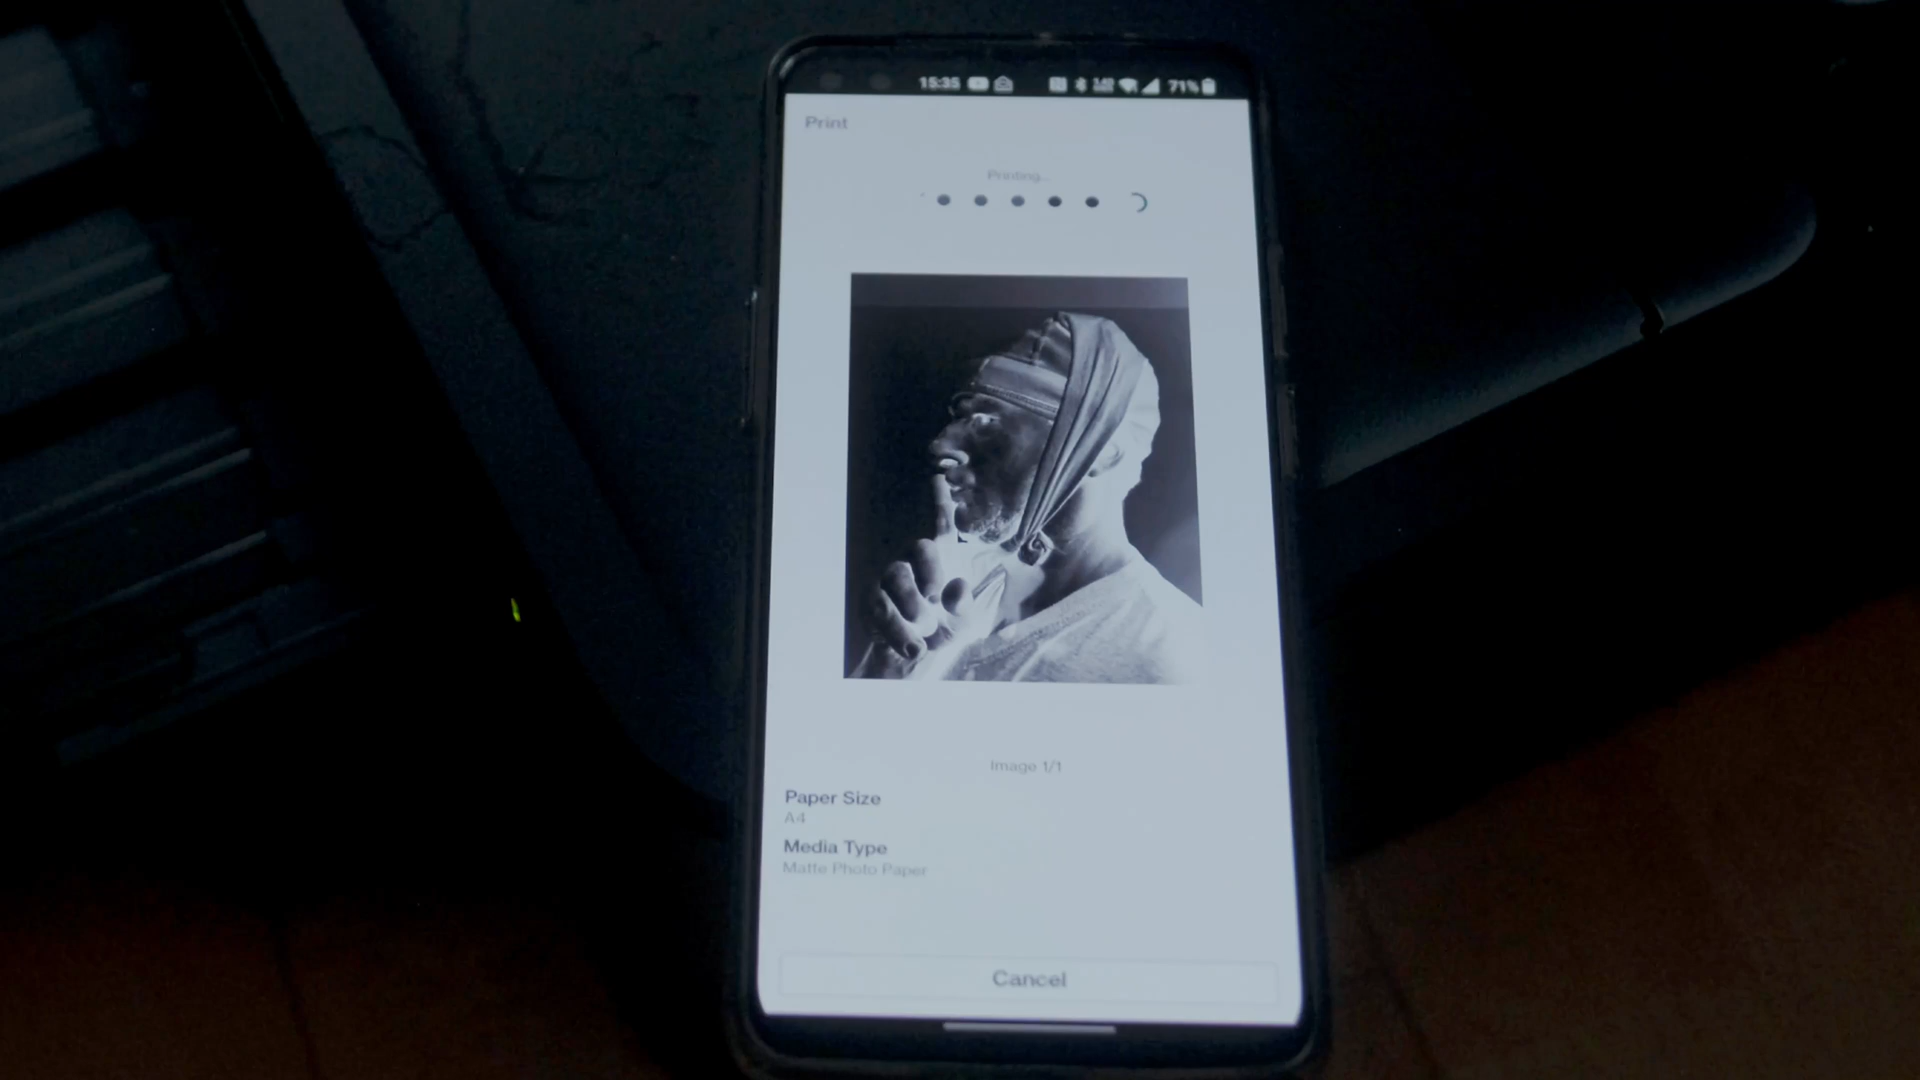 15:35 71%
Print
Printing...
Image 1/1
Paper Size
A4
Media Type
Matte Photo Paper
Cancel